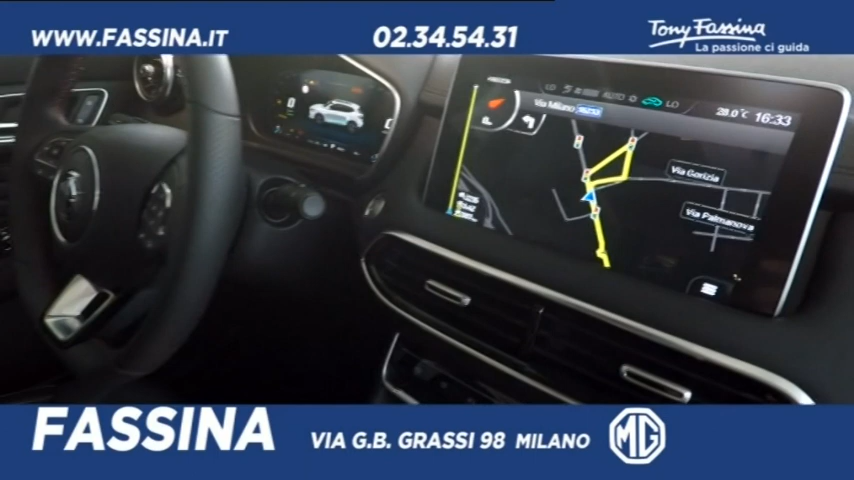 WWW.FASSINA.IT
02.34.54.31
Tony Fassina
La passione ci guida
LO
AUTO
LO
28.0°C
16:33
Via Milano
Via Gorizia
Via Palmanova
FASSINA
VIA G.B. GRASSI 98 MILANO
MG